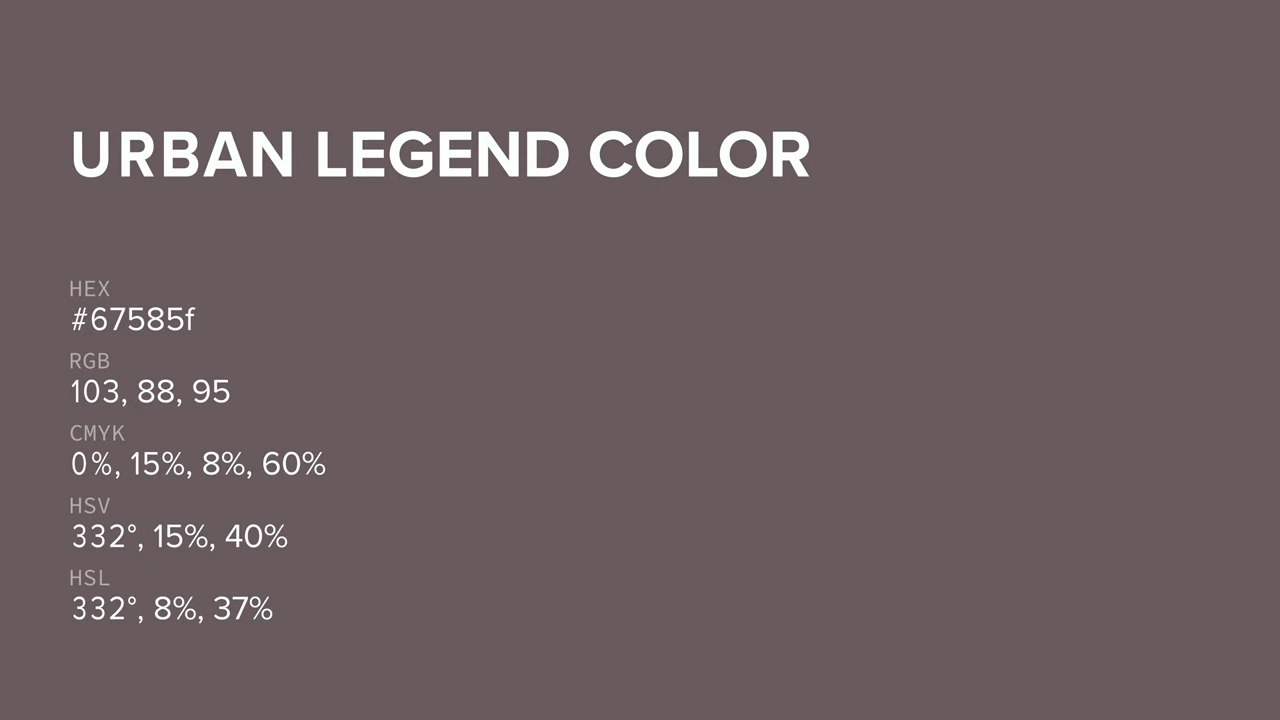 URBAN LEGEND COLOR
HEX
#67585f
RGB
103, 88, 95
CMYK
0%, 15%, 8%, 60%
HSV
332°, 15%, 40%
HSL
332°, 8%, 37%